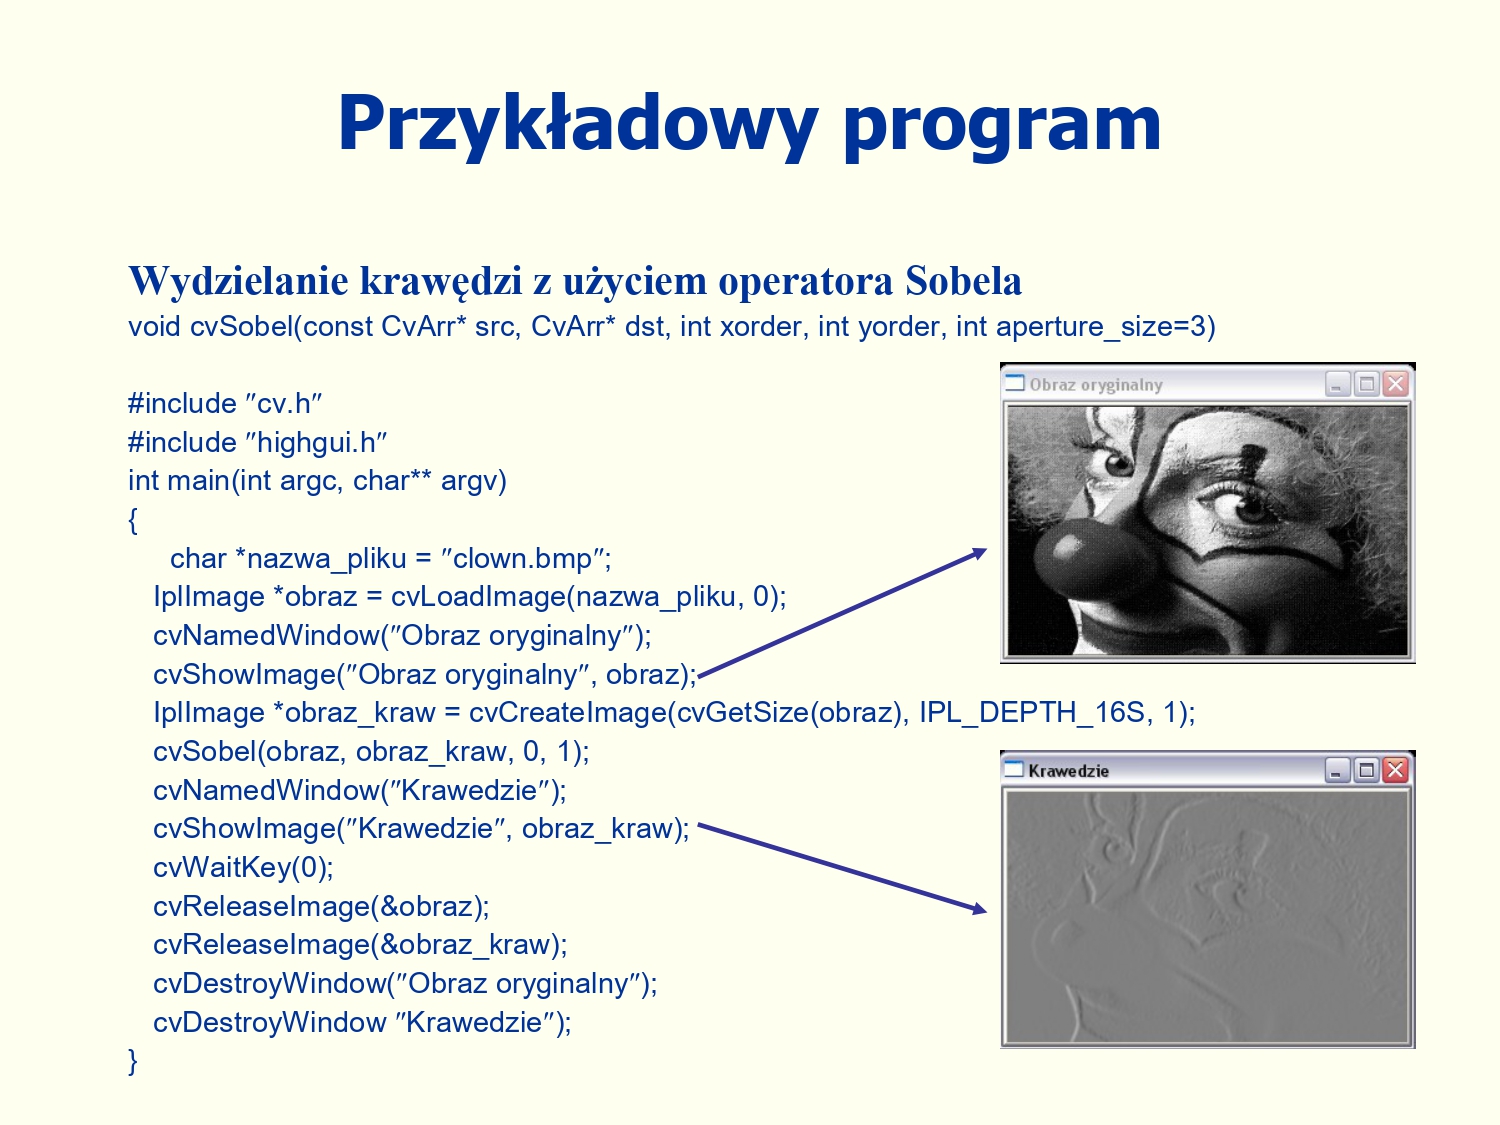 Przykładowy program
Wydzielanie krawędzi z użyciem operatora Sobela
void cvSobel(const CvArr* src, CvArr* dst, int xorder, int yorder, int aperture_size=3)
#include ″cv.h″
#include ″highgui.h″
int main(int argc, char** argv)
{
char *nazwa_pliku = ″clown.bmp″;
IplImage *obraz = cvLoadImage(nazwa_pliku, 0);
cvNamedWindow(″Obraz oryginalny″);
cvShowImage(″Obraz oryginalny″, obraz);
IplImage *obraz_kraw = cvCreateImage(cvGetSize(obraz), IPL_DEPTH_16S, 1);
cvSobel(obraz, obraz_kraw, 0, 1);
cvNamedWindow(″Krawedzie″);
cvShowImage(″Krawedzie″, obraz_kraw);
cvWaitKey(0);
cvReleaseImage(&obraz);
cvReleaseImage(&obraz_kraw);
cvDestroyWindow(″Obraz oryginalny″);
cvDestroyWindow ″Krawedzie″);
}
Obraz oryginalny
Krawedzie